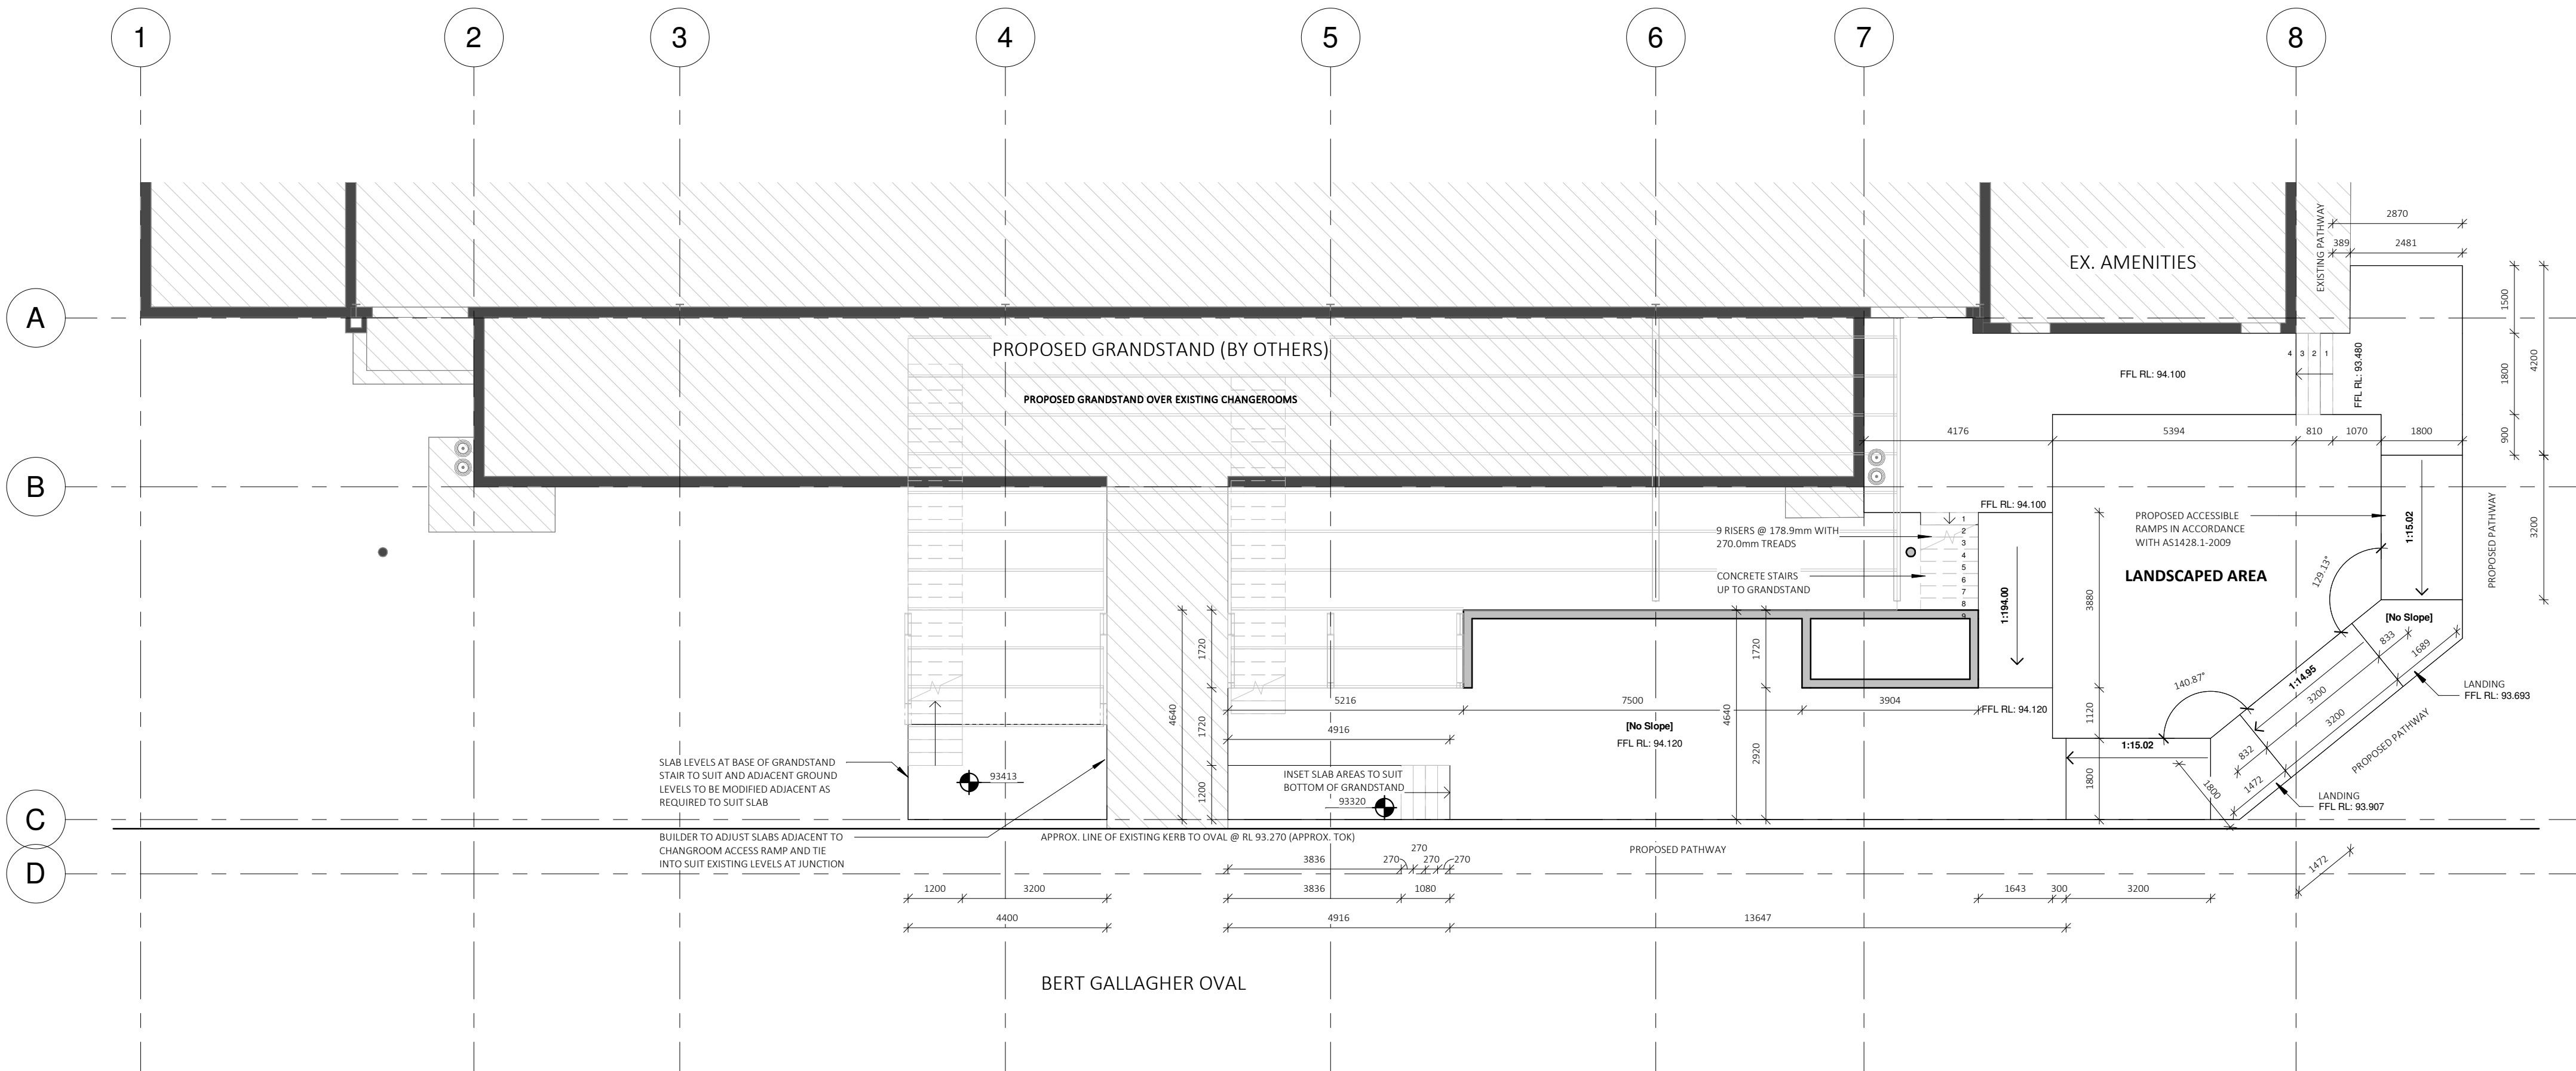 1
2
3
4
5
6
7
8
A
B
C
D
2870
389
2481
EXISTING PATHWAY
EX. AMENITIES
1500
4200
1800
900
3200
PROPOSED GRANDSTAND (BY OTHERS)
PROPOSED GRANDSTAND OVER EXISTING CHANGEROOMS
4 3 2 1
FFL RL: 93.480
FFL RL: 94.100
4176
5394
810
1070
1800
FFL RL: 94.100
9 RISERS @ 178.9mm WITH
270.0mm TREADS
CONCRETE STAIRS
UP TO GRANDSTAND
1
2
3
4
5
6
7
8
9
1:194.00
3880
PROPOSED ACCESSIBLE
RAMPS IN ACCORDANCE
WITH AS1428.1-2009
LANDSCAPED AREA
1:15.02
PROPOSED PATHWAY
129.13°
[No Slope]
833
1689
1:14.95
3200
3200
LANDING
FFL RL: 93.693
140.87°
PROPOSED PATHWAY
832
1472
1800
LANDING
FFL RL: 93.907
1:15.02
1120
1800
FFL RL: 94.120
1720
1720
1200
4640
5216
4916
7500
3904
1720
2920
4640
[No Slope]
FFL RL: 94.120
SLAB LEVELS AT BASE OF GRANDSTAND
STAIR TO SUIT AND ADJACENT GROUND
LEVELS TO BE MODIFIED ADJACENT AS
REQUIRED TO SUIT SLAB
93413
INSET SLAB AREAS TO SUIT
BOTTOM OF GRANDSTAND
93320
BUILDER TO ADJUST SLABS ADJACENT TO
CHANGROOM ACCESS RAMP AND TIE
INTO SUIT EXISTING LEVELS AT JUNCTION
APPROX. LINE OF EXISTING KERB TO OVAL @ RL 93.270 (APPROX. TOK)
PROPOSED PATHWAY
3836
270
270
270
270
1200
3200
3836
1080
1643
300
3200
1472
4400
4916
13647
BERT GALLAGHER OVAL